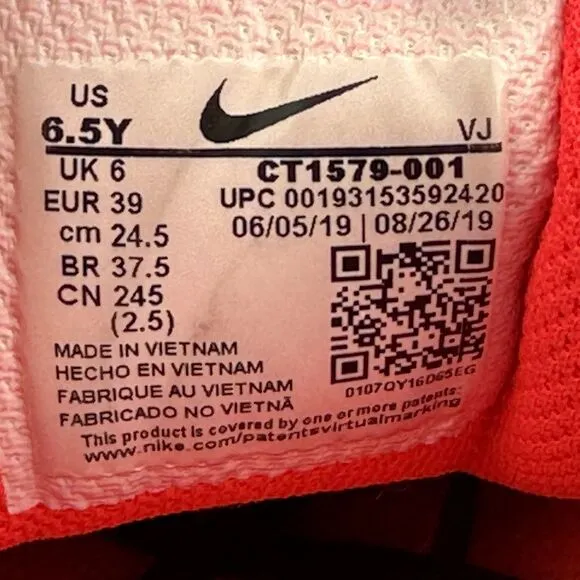 US
6.5Y
VJ
UK 6
CT1579-001
EUR 39
UPC 00193153592420
cm 24.5
06/05/19 | 08/26/19
BR 37.5
CN 245
(2.5)
MADE IN VIETNAM
HECHO EN VIETNAM
FABRIQUE AU VIETNAM
FABRICADO NO VIETNÃ
0107QY16D65EG
This product is covered by one or more patents:
www.nike.com/patentsvirtualmarking